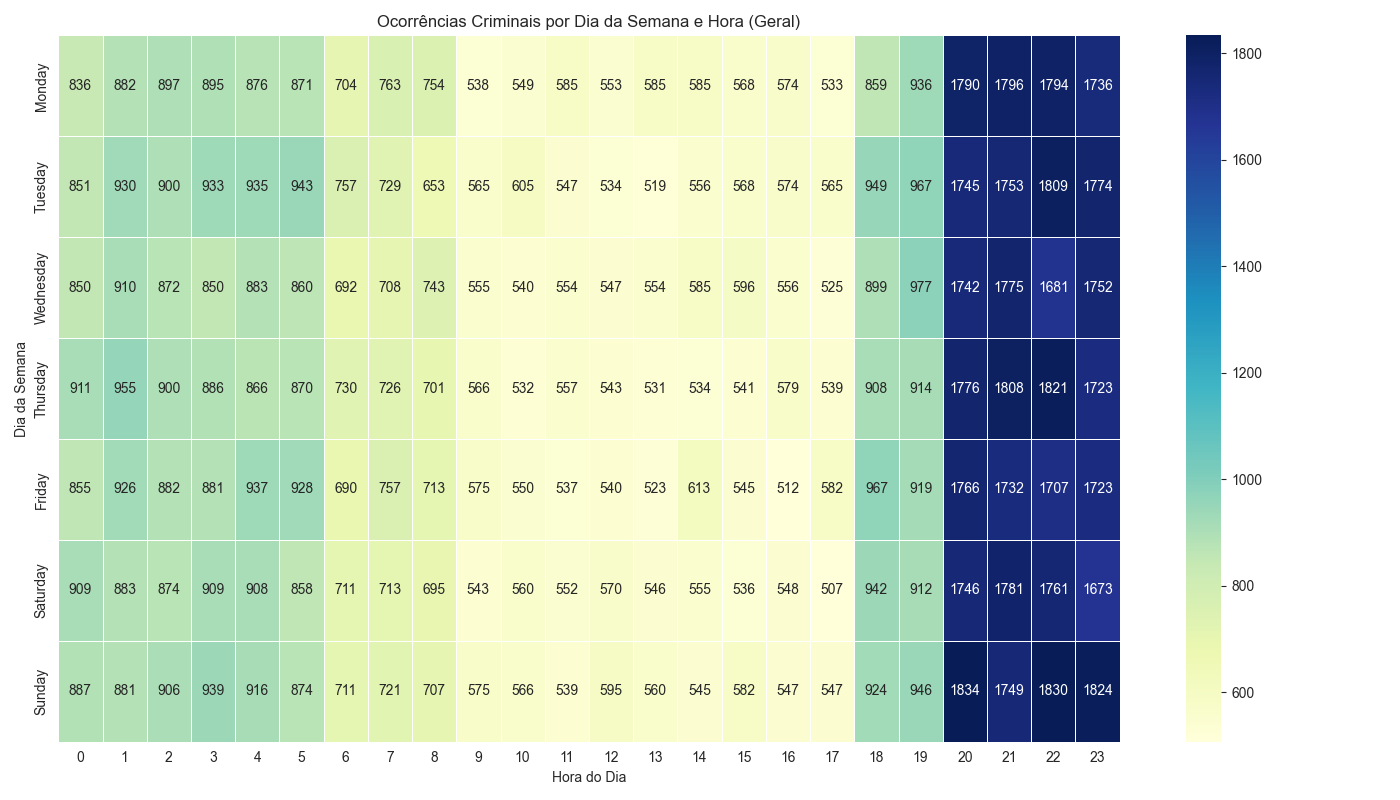 Ocorrências Criminais por Dia da Semana e Hora (Geral)
Dia da Semana
Monday 836 882 897 895 876 871 704 763 754 538 549 585 553 585 585 568 574 533 859 936 1790 1796 1794 1736
Tuesday 851 930 900 933 935 943 757 729 653 565 605 547 534 519 556 568 574 565 949 967 1745 1753 1809 1774
Wednesday 850 910 872 850 883 860 692 708 743 555 540 554 547 554 585 596 556 525 899 977 1742 1775 1681 1752
Thursday 911 955 900 886 866 870 730 726 701 566 532 557 543 531 534 541 579 539 908 914 1776 1808 1821 1723
Friday 855 926 882 881 937 928 690 757 713 575 550 537 540 523 613 545 512 582 967 919 1766 1732 1707 1723
Saturday 909 883 874 909 908 858 711 713 695 543 560 552 570 546 555 536 548 507 942 912 1746 1781 1761 1673
Sunday 887 881 906 939 916 874 711 721 707 575 566 539 595 560 545 582 547 547 924 946 1834 1749 1830 1824
0 1 2 3 4 5 6 7 8 9 10 11 12 13 14 15 16 17 18 19 20 21 22 23
Hora do Dia
1800
1600
1400
1200
1000
800
600